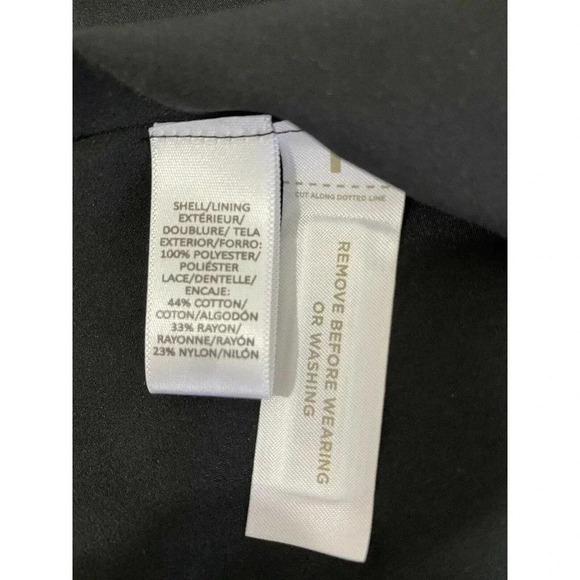 SHELL/LINING
EXTÉRIEUR/
DOUBLURE/ TELA
EXTERIOR/FORRO:
100% POLYESTER/
POLIÉSTER
LACE/DENTELLE/
ENCAJE:
44% COTTON/
COTON/ALGODÓN
33% RAYON/
RAYONNE/RAYÓN
23% NYLON/NILÓN
CUT ALONG DOTTED LINE
REMOVE BEFORE WEARING
OR WASHING